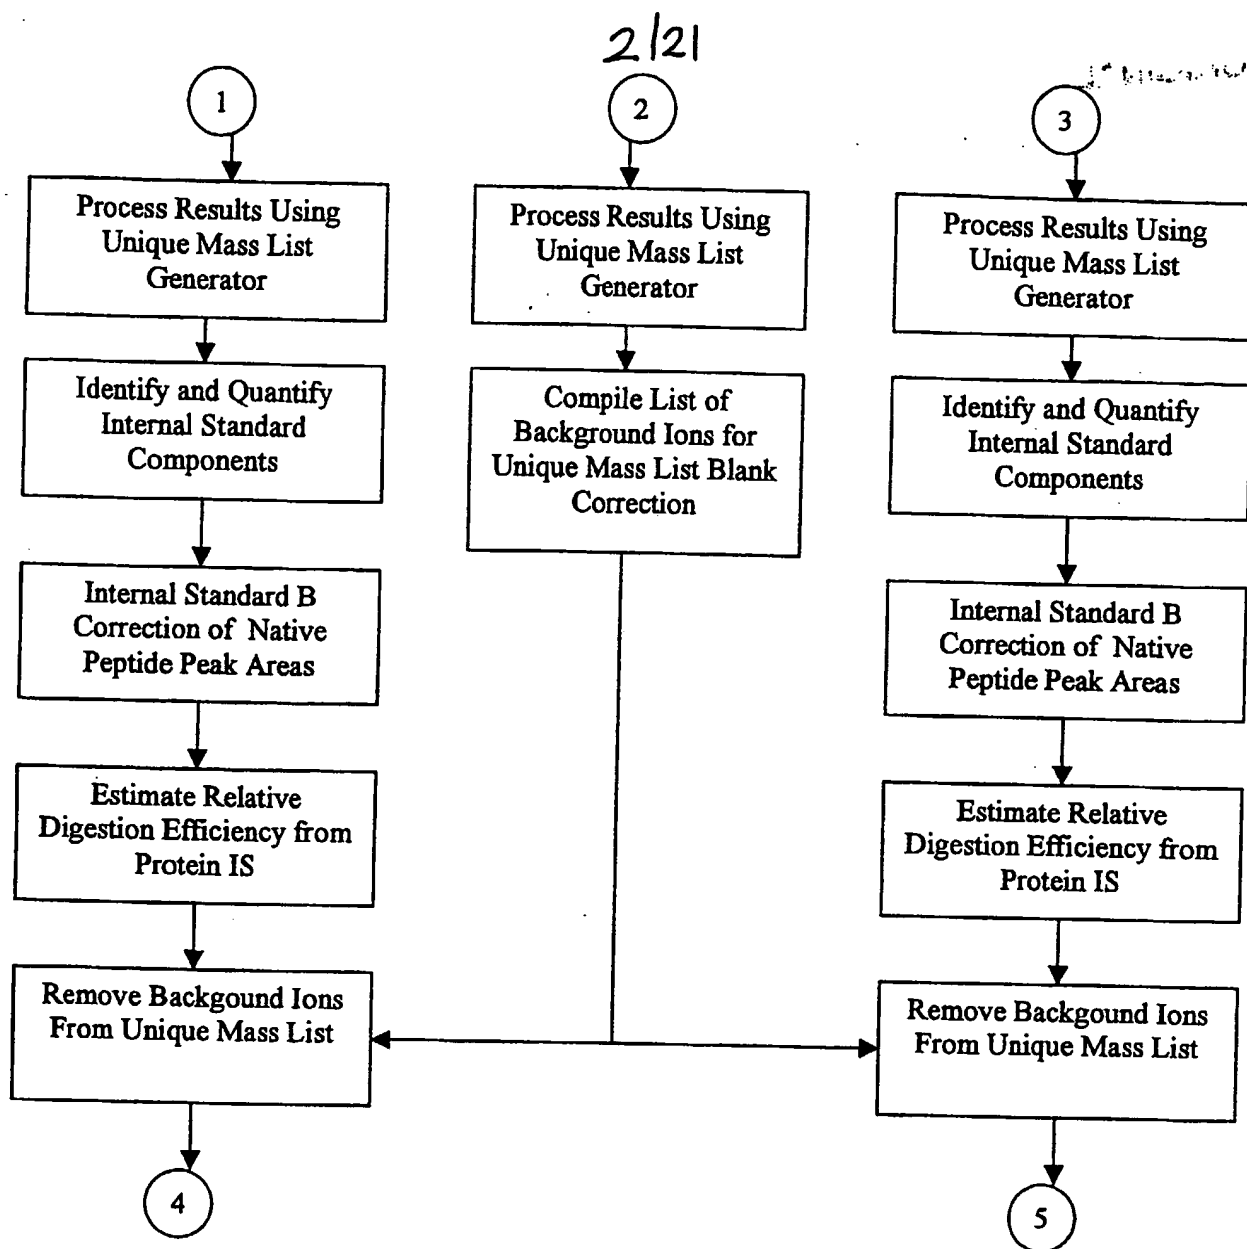 2/21
1
Process Results Using
Unique Mass List
Generator
Identify and Quantify
Internal Standard
Components
Internal Standard B
Correction of Native
Peptide Peak Areas
Estimate Relative
Digestion Efficiency from
Protein IS
Remove Backgound Ions
From Unique Mass List
4
2
Process Results Using
Unique Mass List
Generator
Compile List of
Background Ions for
Unique Mass List Blank
Correction
3
Process Results Using
Unique Mass List
Generator
Identify and Quantify
Internal Standard
Components
Internal Standard B
Correction of Native
Peptide Peak Areas
Estimate Relative
Digestion Efficiency from
Protein IS
Remove Backgound Ions
From Unique Mass List
5